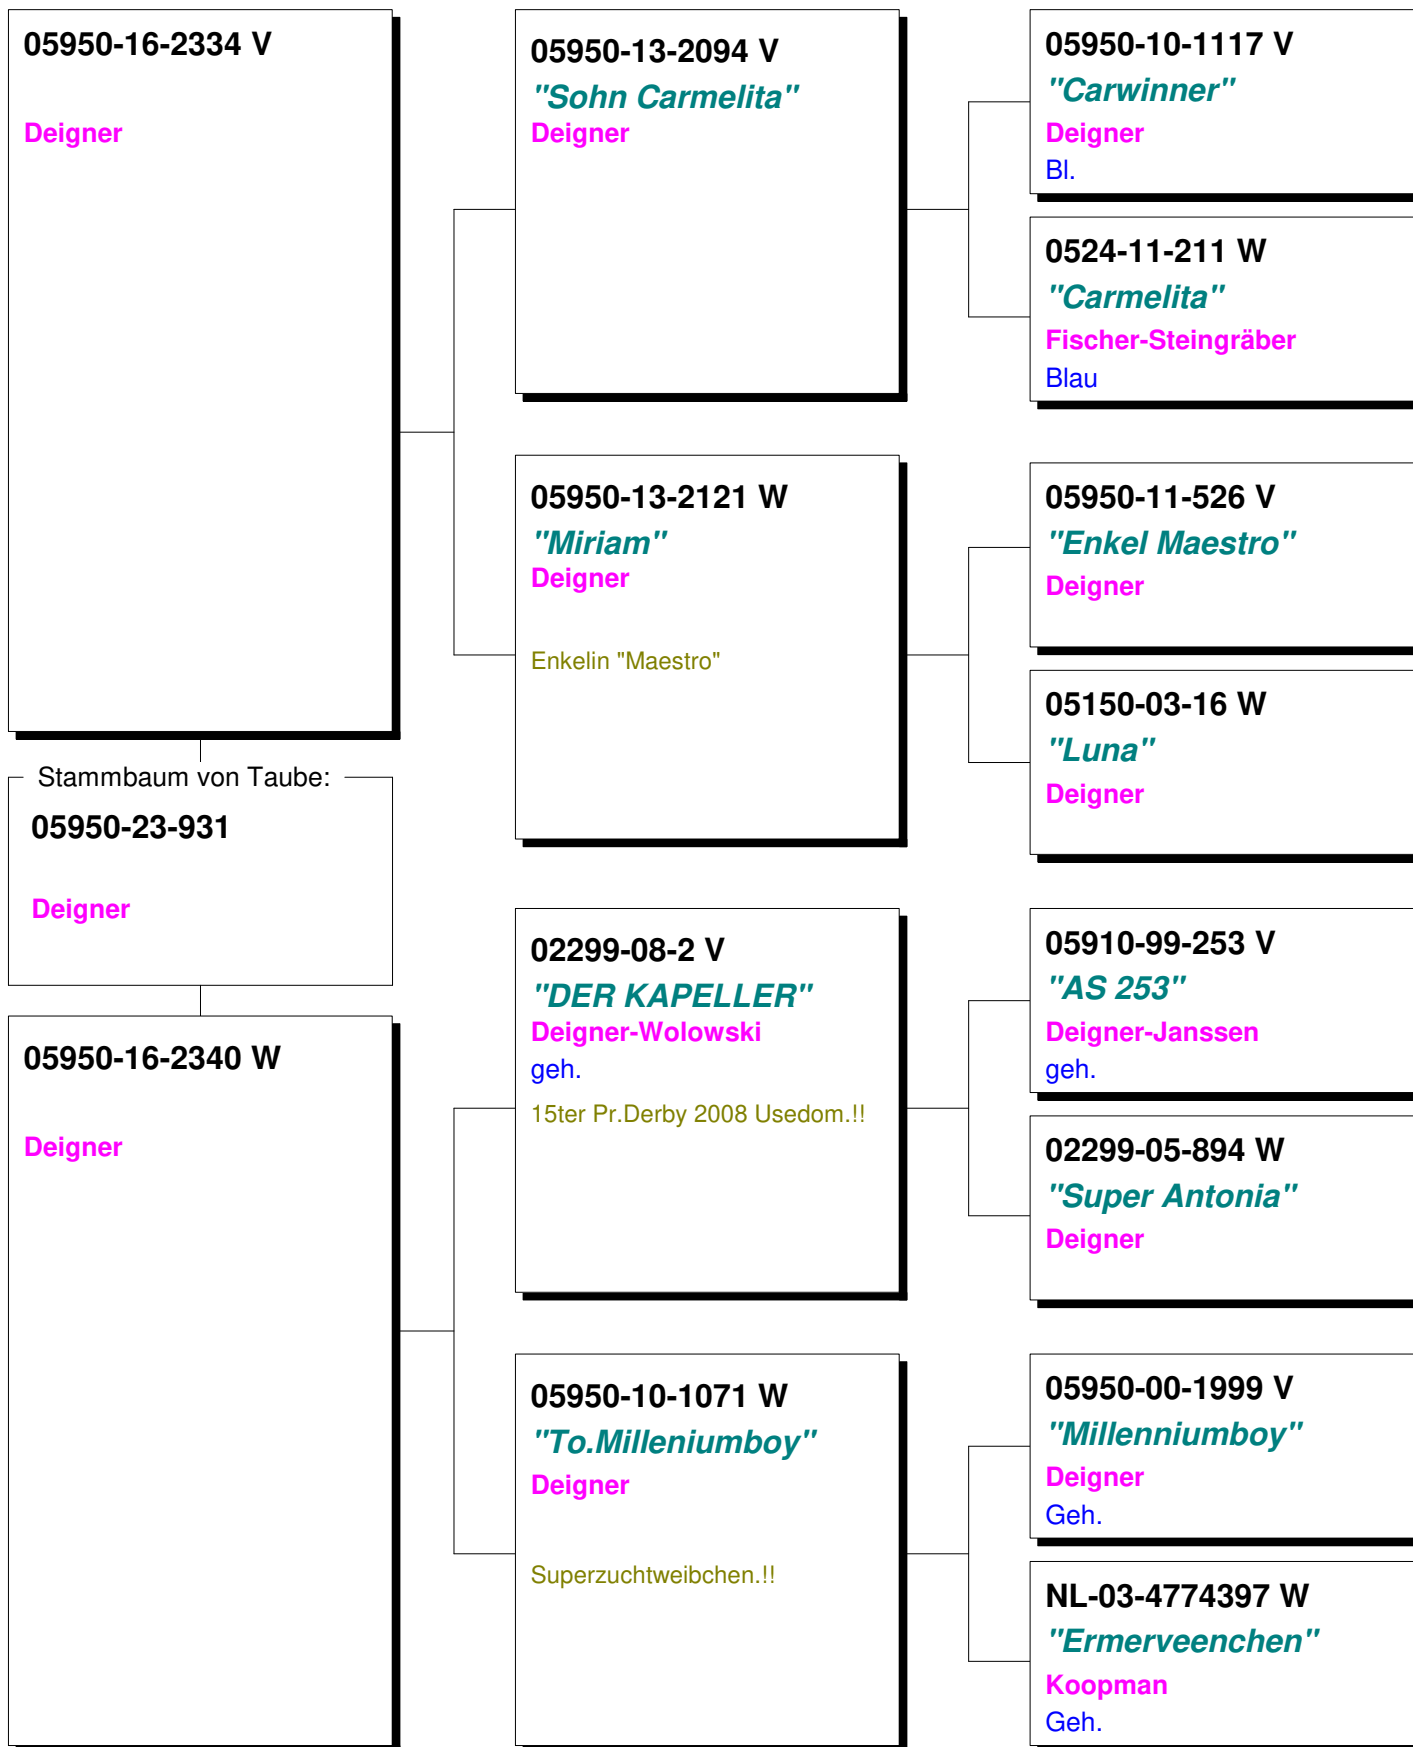 05950-16-2334 V
Deigner
Stammbaum von Taube:
05950-23-931
Deigner
05950-16-2340 W
Deigner
05950-13-2094 V
"Sohn Carmelita"
Deigner
05950-13-2121 W
"Miriam"
Deigner
Enkelin "Maestro"
02299-08-2 V
"DER KAPELLER"
Deigner-Wolowski
geh.
15ter Pr.Derby 2008 Usedom.!!
05950-10-1071 W
"To.Milleniumboy"
Deigner
Superzuchtweibchen.!!
05950-10-1117 V
"Carwinner"
Deigner
Bl.
0524-11-211 W
"Carmelita"
Fischer-Steingräber
Blau
05950-11-526 V
"Enkel Maestro"
Deigner
05150-03-16 W
"Luna"
Deigner
05910-99-253 V
"AS 253"
Deigner-Janssen
geh.
02299-05-894 W
"Super Antonia"
Deigner
05950-00-1999 V
"Millenniumboy"
Deigner
Geh.
NL-03-4774397 W
"Ermerveenchen"
Koopman
Geh.